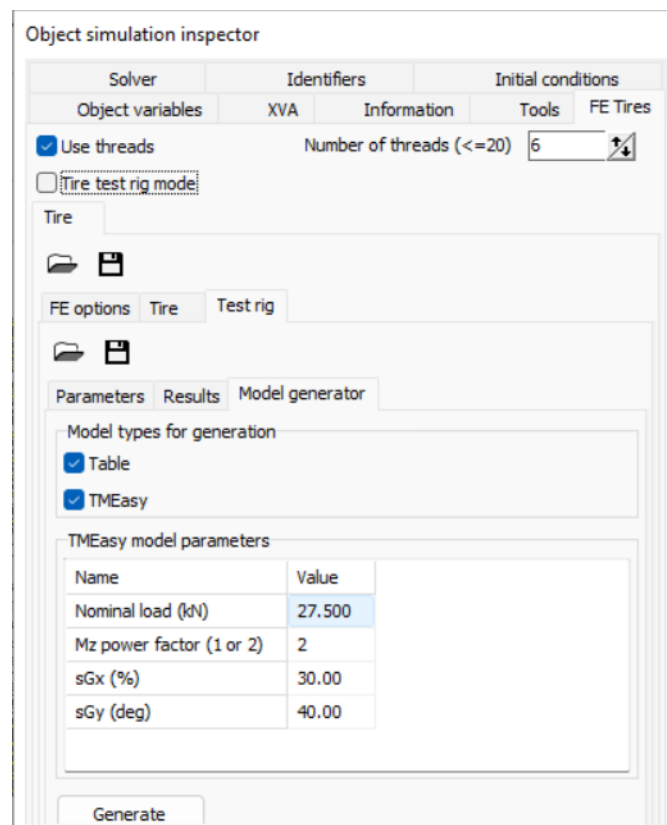 Object simulation inspector
Solver Identifiers Initial conditions
Object variables XVA Information Tools FE Tires
Use threads Number of threads (<=20) 6
Tire test rig mode
Tire
FE options Tire Test rig
Parameters Results Model generator
Model types for generation
Table
TMEasy
TMEasy model parameters
Name Value
Nominal load (kN) 27.500
Mz power factor (1 or 2) 2
sGx (%) 30.00
sGy (deg) 40.00
Generate